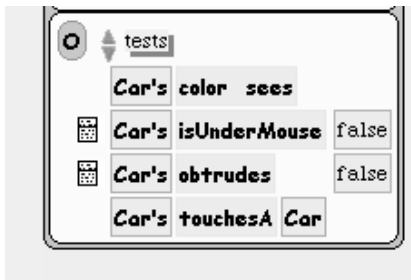 O tests
Car's color sees
Car's isUnderMouse false
Car's obtrudes false
Car's touchesA Car